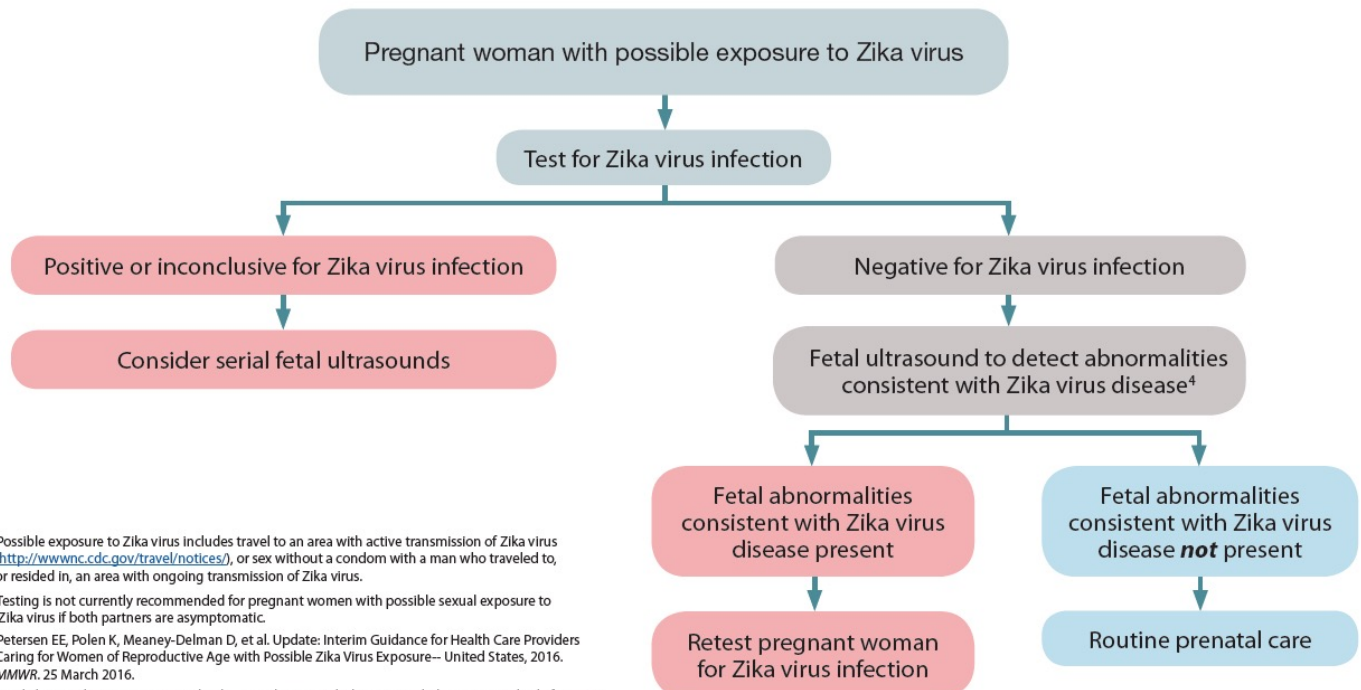 Pregnant woman with possible exposure to Zika virus
Test for Zika virus infection
Positive or inconclusive for Zika virus infection
Negative for Zika virus infection
Consider serial fetal ultrasounds
Fetal ultrasound to detect abnormalities
consistent with Zika virus disease⁴
Fetal abnormalities
consistent with Zika virus
disease present
Fetal abnormalities
consistent with Zika virus
disease not present
Retest pregnant woman
for Zika virus infection
Routine prenatal care
Possible exposure to Zika virus includes travel to an area with active transmission of Zika virus
http://wwwnc.cdc.gov/travel/notices/), or sex without a condom with a man who traveled to,
or resided in, an area with ongoing transmission of Zika virus.
Testing is not currently recommended for pregnant women with possible sexual exposure to
Zika virus if both partners are asymptomatic.
Petersen EE, Polen K, Meaney-Delman D, et al. Update: Interim Guidance for Health Care Providers
Caring for Women of Reproductive Age with Possible Zika Virus Exposure-- United States, 2016.
MMWR. 25 March 2016.